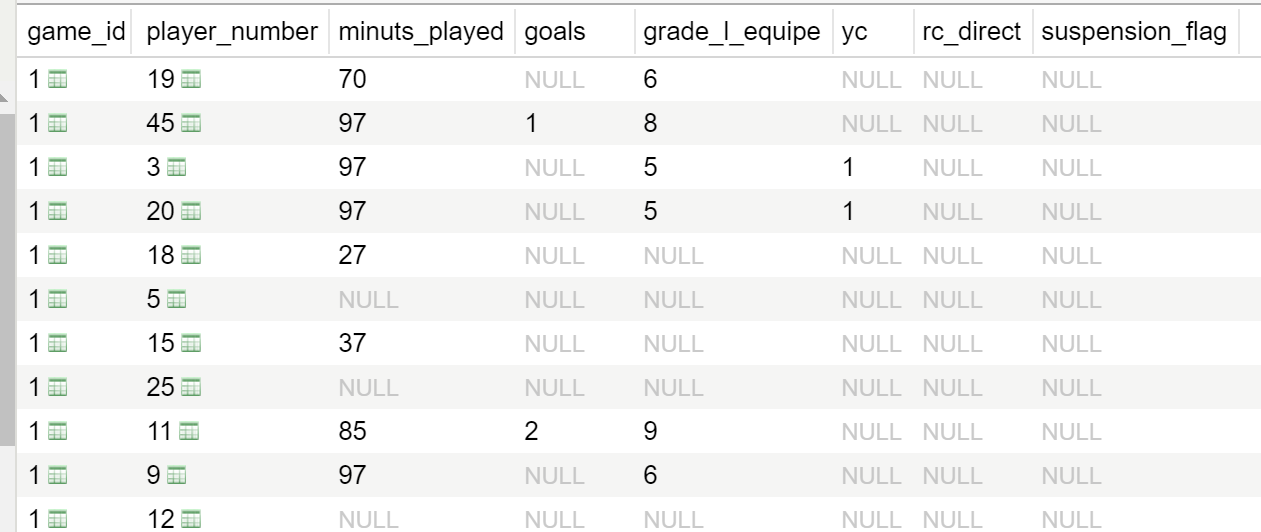 game_id player_number minuts_played goals grade_l_equipe yc rc_direct suspension_flag
1 19 70 NULL 6 NULL NULL NULL
1 45 97 1 8 NULL NULL NULL
1 3 97 NULL 5 1 NULL NULL
1 20 97 NULL 5 1 NULL NULL
1 18 27 NULL NULL NULL NULL NULL
1 5 NULL NULL NULL NULL NULL NULL
1 15 37 NULL NULL NULL NULL NULL
1 25 NULL NULL NULL NULL NULL NULL
1 11 85 2 9 NULL NULL NULL
1 9 97 NULL 6 NULL NULL NULL
1 12 NULL NULL NULL NULL NULL NULL